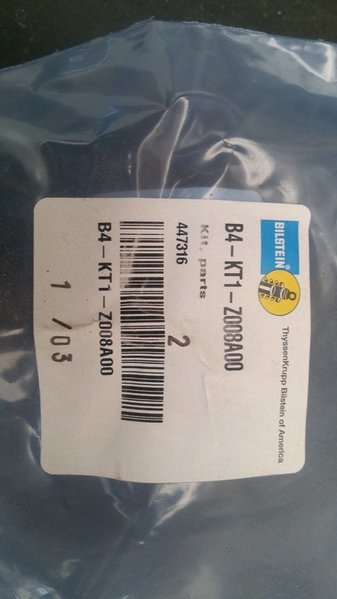 BILSTEIN
ThyssenKrupp Bilstein of America
B4-KT1-Z008A00
Kit, parts
447316
2
B4-KT1-Z008A00
1 /03